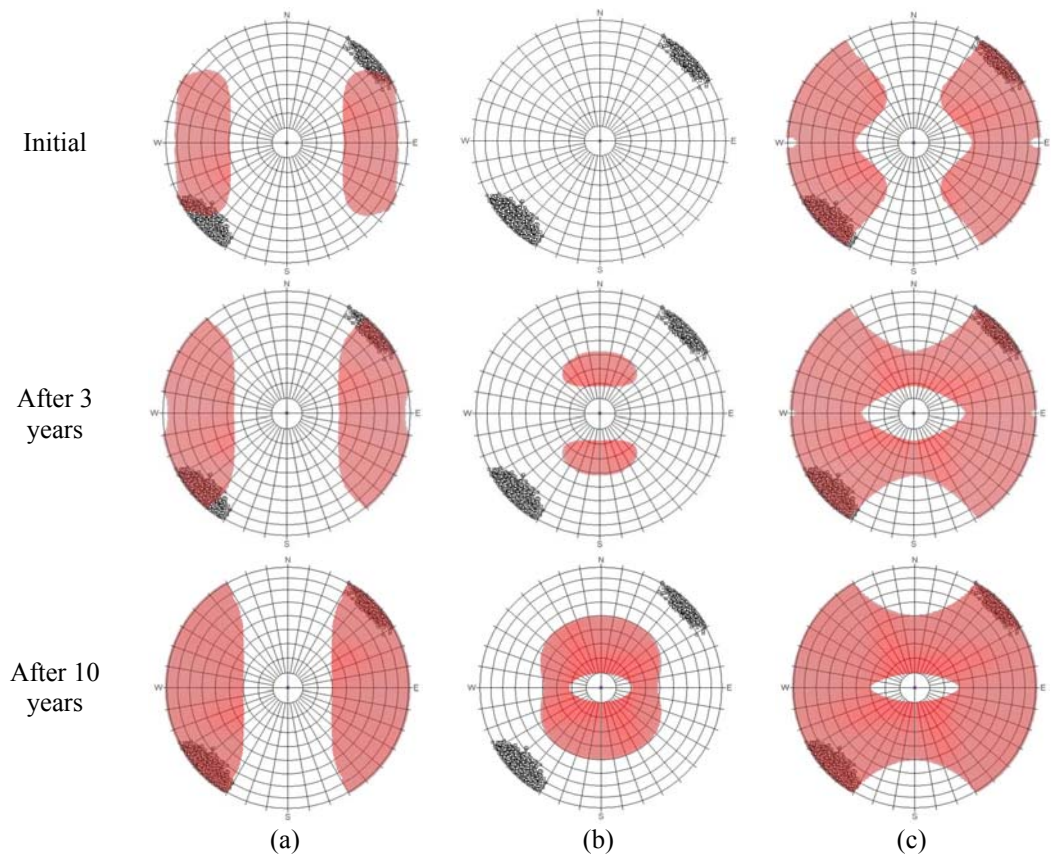 N N N
Initial W E W E W E
S S S
N N N
After 3
years W E W E W E
S S S
N N N
After 10
years W E W E W E
S S S
(a) (b) (c)